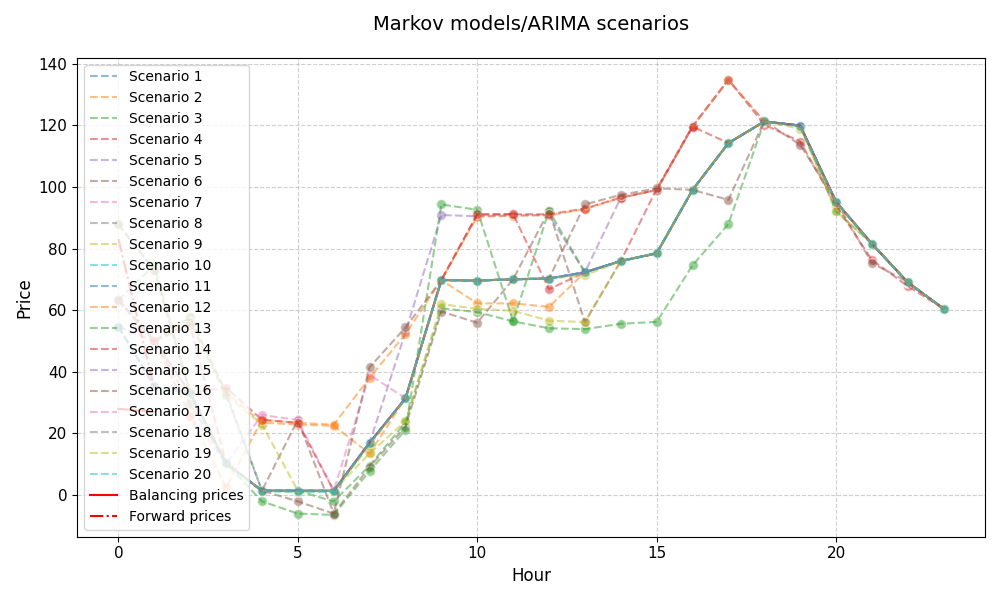 Markov models/ARIMA scenarios
Price
140
120
100
80
60
40
20
0
Scenario 1
Scenario 2
Scenario 3
Scenario 4
Scenario 5
Scenario 6
Scenario 7
Scenario 8
Scenario 9
Scenario 10
Scenario 11
Scenario 12
Scenario 13
Scenario 14
Scenario 15
Scenario 16
Scenario 17
Scenario 18
Scenario 19
Scenario 20
Balancing prices
Forward prices
0 5 10 15 20
Hour